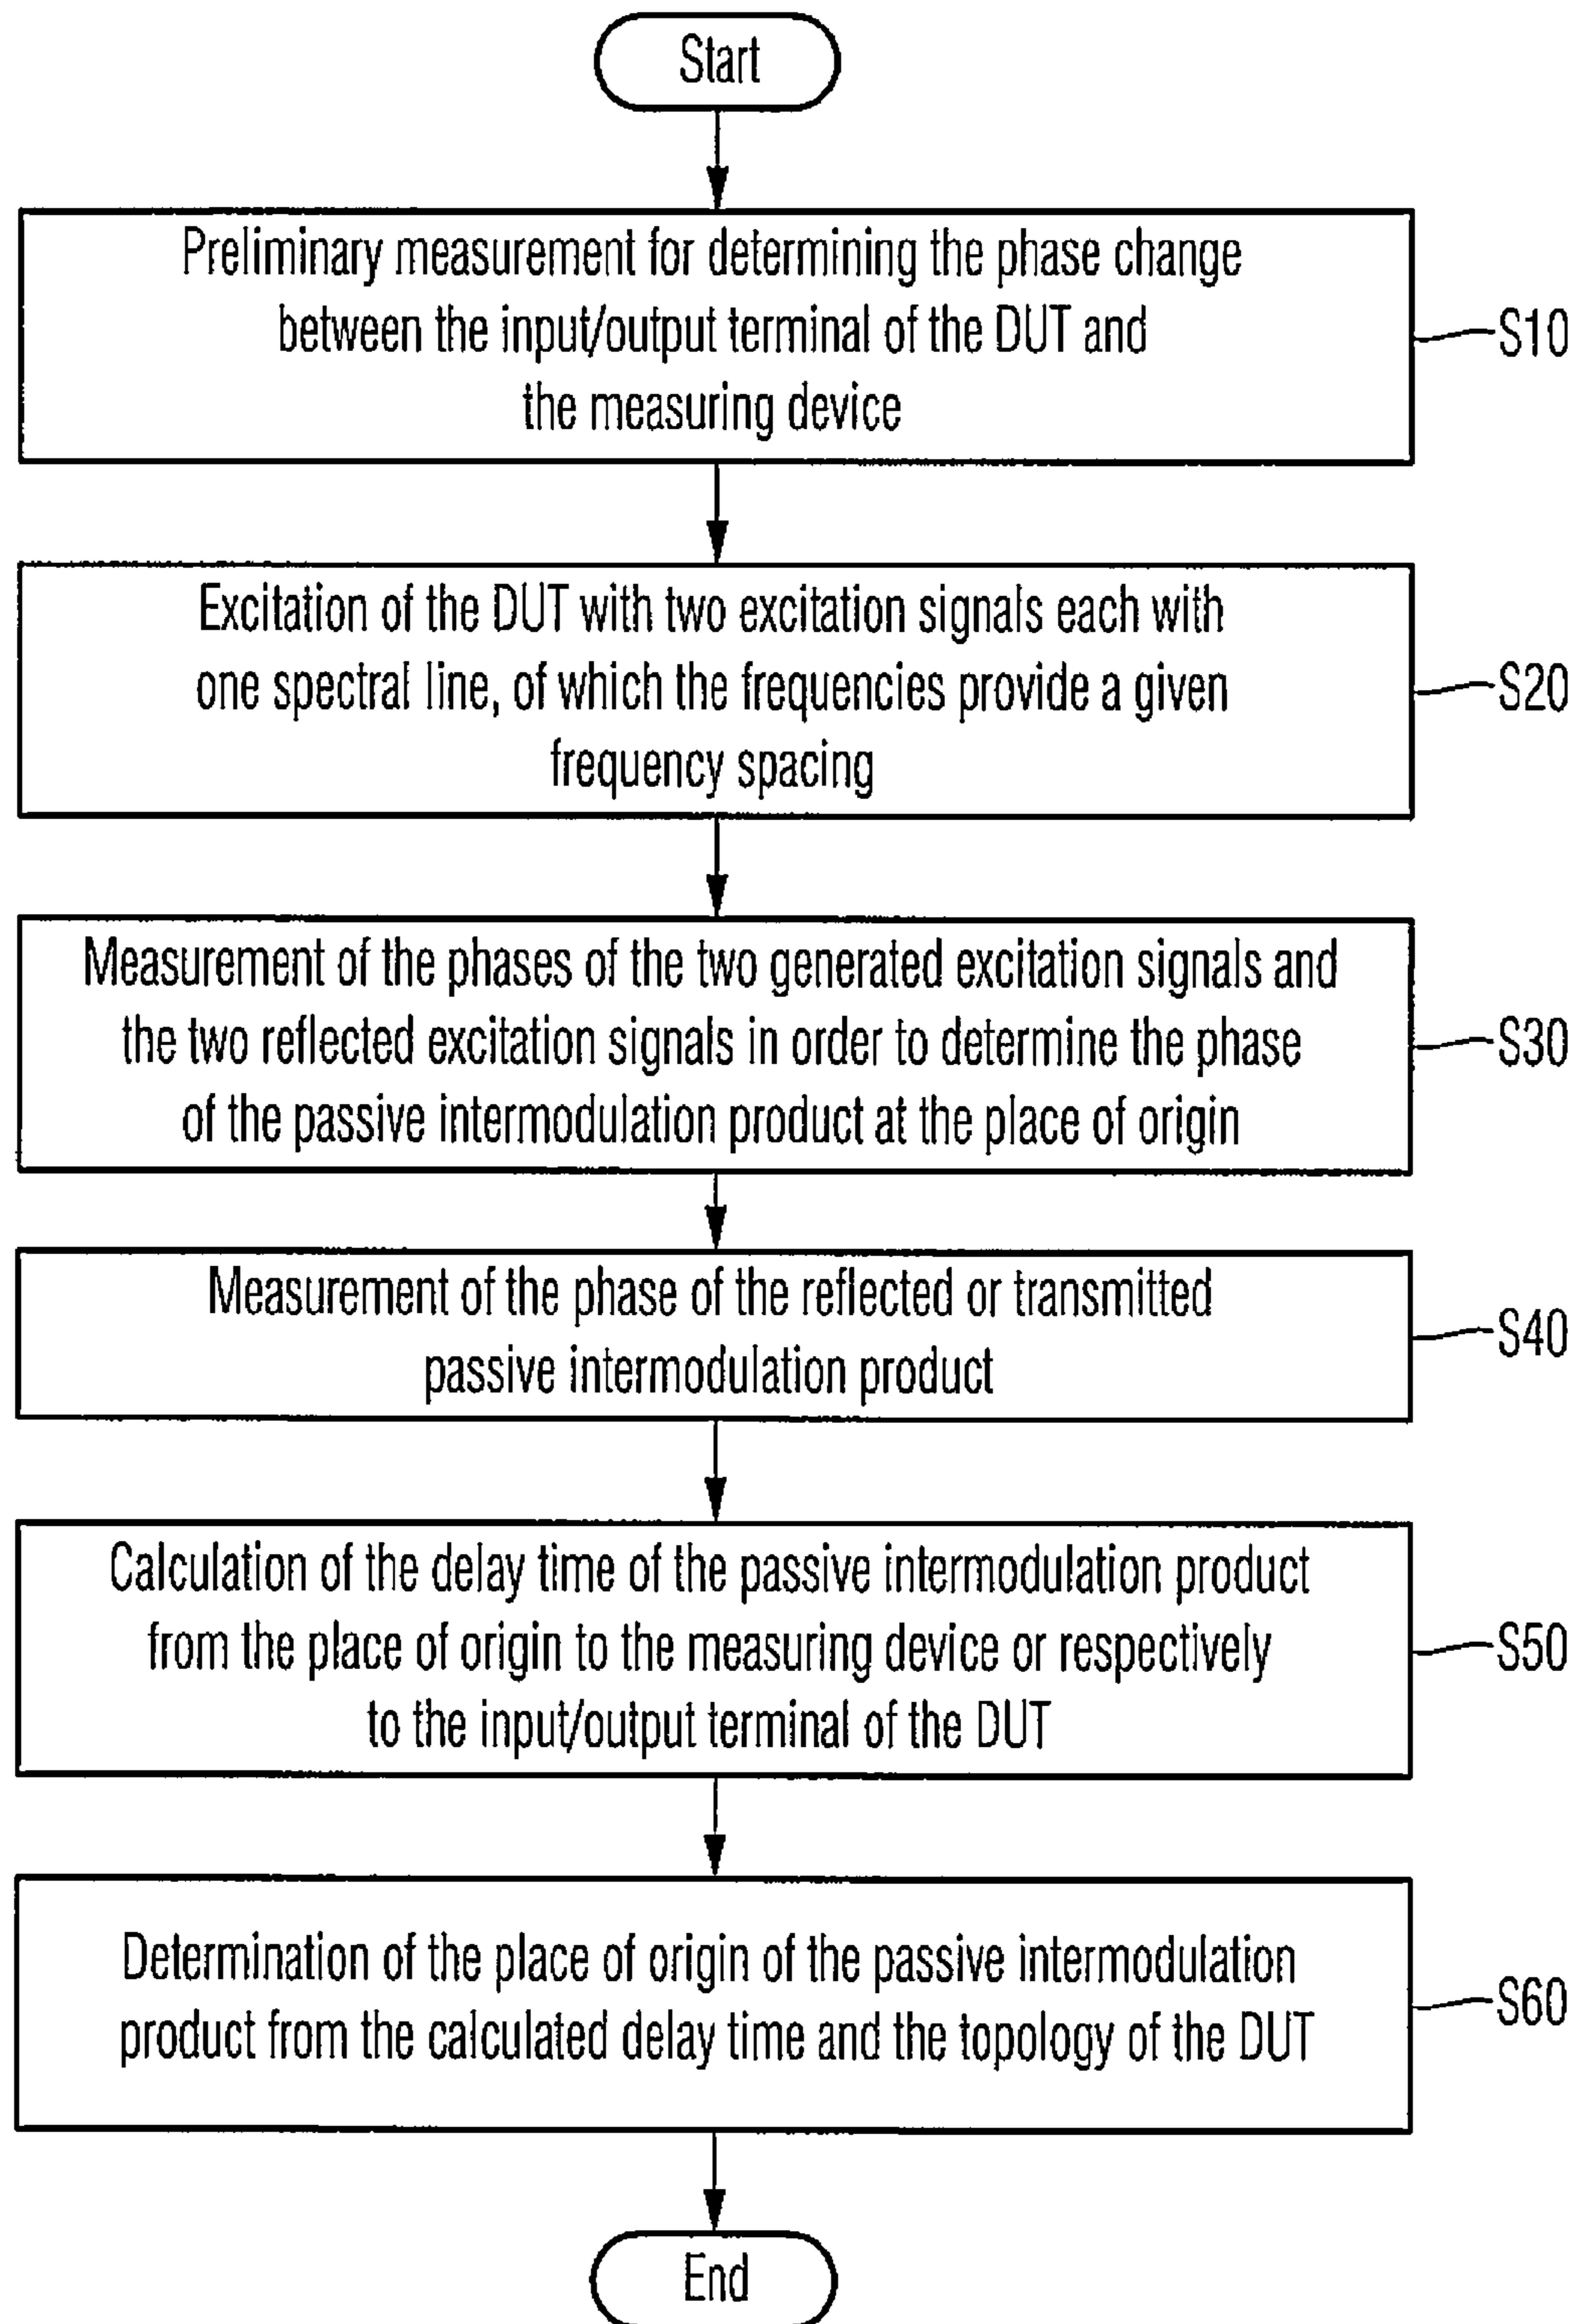 Start
Preliminary measurement for determining the phase change
between the input/output terminal of the DUT and
the measuring device
S10
Excitation of the DUT with two excitation signals each with
one spectral line, of which the frequencies provide a given
frequency spacing
S20
Measurement of the phases of the two generated excitation signals and
the two reflected excitation signals in order to determine the phase
of the passive intermodulation product at the place of origin
S30
Measurement of the phase of the reflected or transmitted
passive intermodulation product
S40
Calculation of the delay time of the passive intermodulation product
from the place of origin to the measuring device or respectively
to the input/output terminal of the DUT
S50
Determination of the place of origin of the passive intermodulation
product from the calculated delay time and the topology of the DUT
S60
End